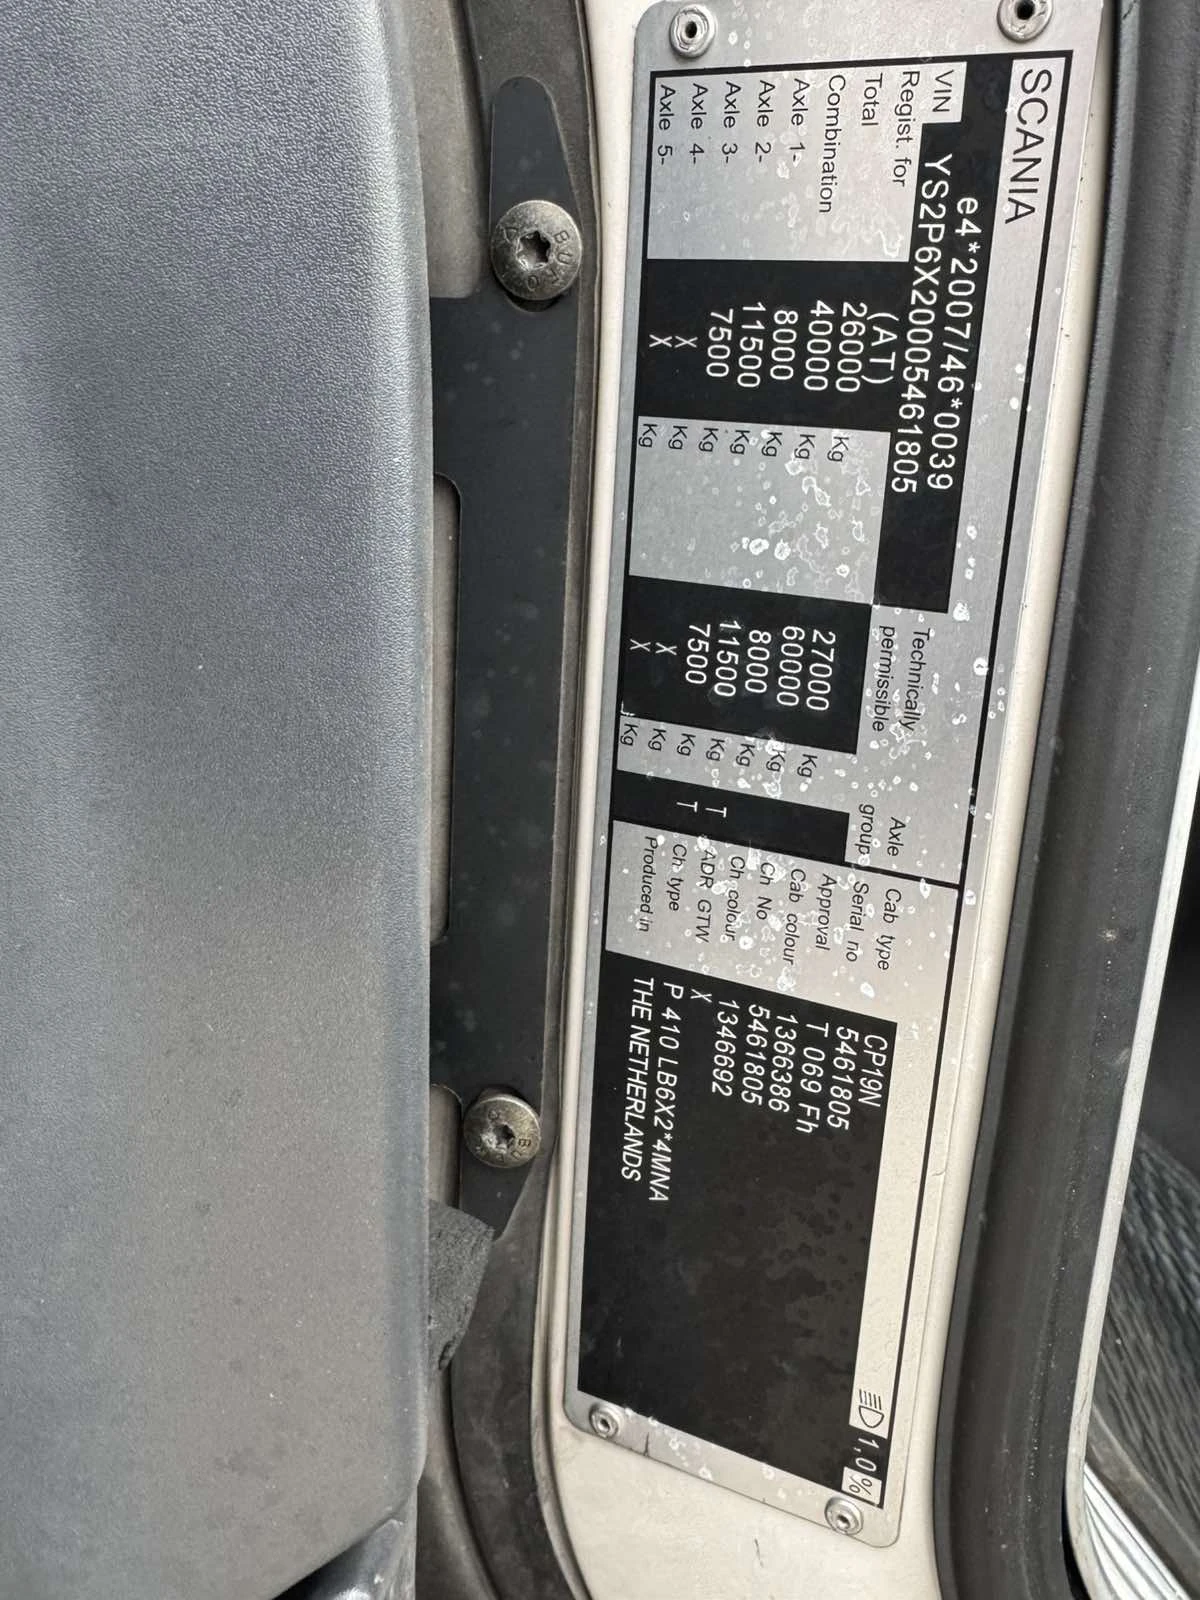 SCANIA
e4*2007/46*0039
VIN YS2P6X20005461805
Regist. for (AT) Technically permissible Axle group
Total 26000 Kg 27000 Kg
Combination 40000 Kg 60000 Kg
Axle 1- 8000 Kg 8000 Kg
Axle 2- 11500 Kg 11500 Kg T
Axle 3- 7500 Kg 7500 Kg T
Axle 4- X Kg X Kg
Axle 5- X Kg X Kg
Cab type CP19N
Serial no 5461805
Approval T 069 Fh
Cab colour 1366386
Ch No 5461805
Ch colour 1346692
ADR GTW X
Ch type P 410 LB6X2*4MNA
Produced in THE NETHERLANDS
1,0%